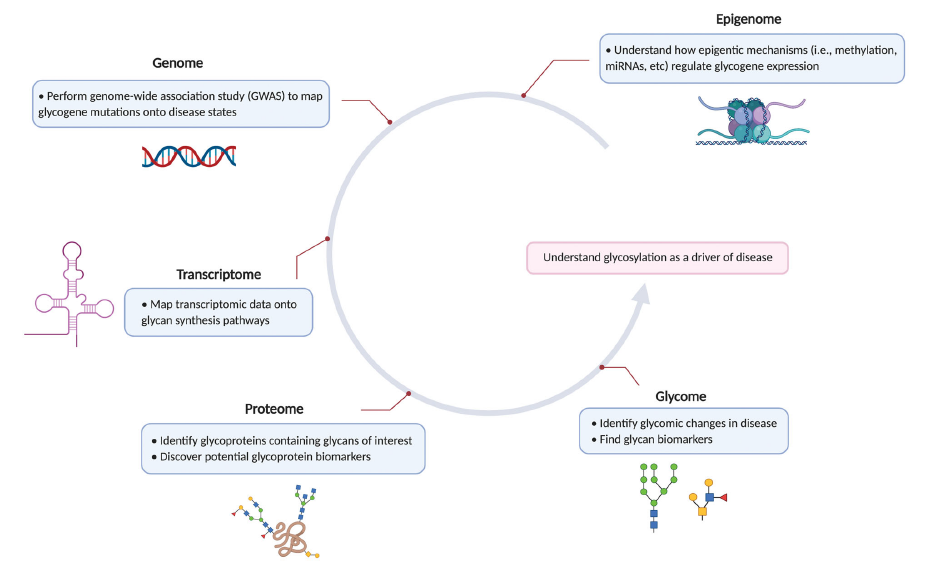 Epigenome
• Understand how epigentic mechanisms (i.e., methylation,
miRNAs, etc) regulate glycogene expression
Genome
• Perform genome-wide association study (GWAS) to map
glycogene mutations onto disease states
Transcriptome
• Map transcriptomic data onto
glycan synthesis pathways
Proteome
• Identify glycoproteins containing glycans of interest
• Discover potential glycoprotein biomarkers
Glycome
• Identify glycomic changes in disease
• Find glycan biomarkers
Understand glycosylation as a driver of disease